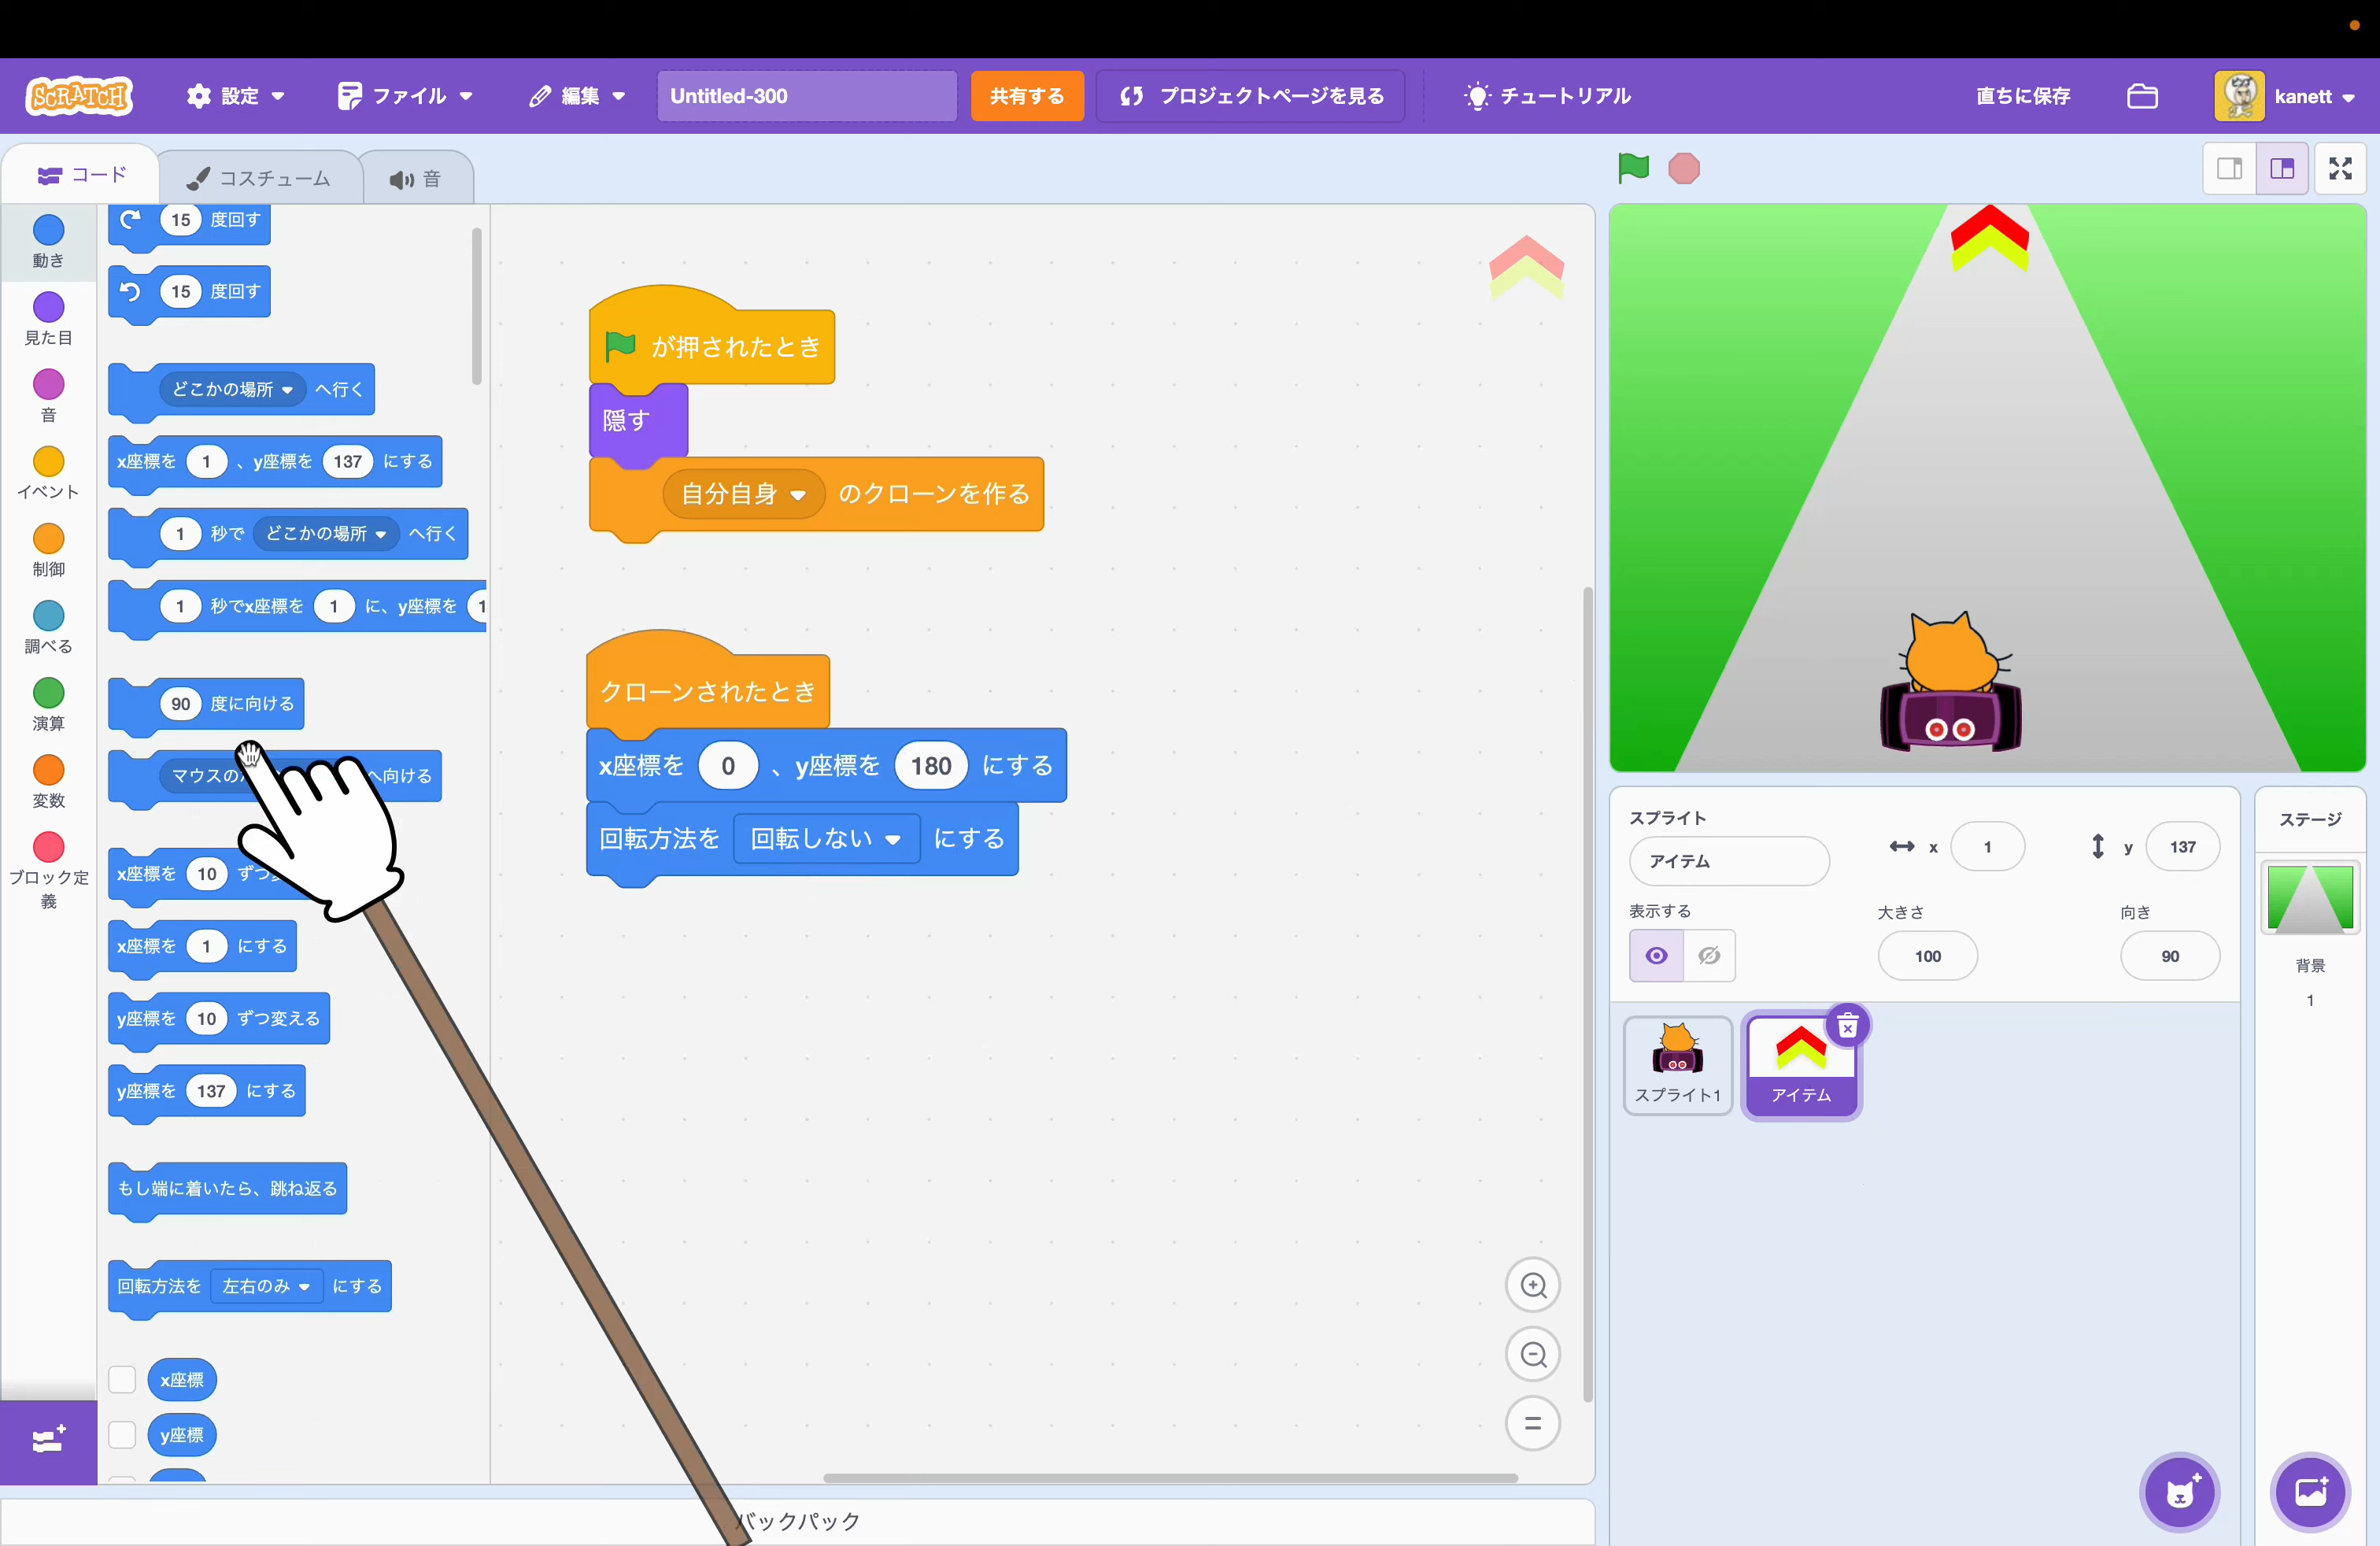 SCRATCH 設定 ファイル 編集 Untitled-300 共有する プロジェクトページを見る チュートリアル 直ちに保存 kanett
コード コスチューム 音
動き
見た目
音
イベント
制御
調べる
演算
変数
ブロック定
義
15 度回す
15 度回す
どこかの場所 へ行く
x座標を 1 、y座標を 137 にする
1 秒で どこかの場所 へ行く
1 秒でx座標を 1 に、y座標を
90 度に向ける
マウスの へ向ける
x座標を 10 ずつ
x座標を 1 にする
y座標を 10 ずつ変える
y座標を 137 にする
もし端に着いたら、跳ね返る
回転方法を 左右のみ にする
x座標
y座標
が押されたとき
隠す
自分自身 のクローンを作る
クローンされたとき
x座標を 0 、y座標を 180 にする
回転方法を 回転しない にする
バックパック
スプライト
アイテム x 1 y 137
表示する 大きさ 向き
100 90
スプライト1 アイテム
ステージ
背景
1